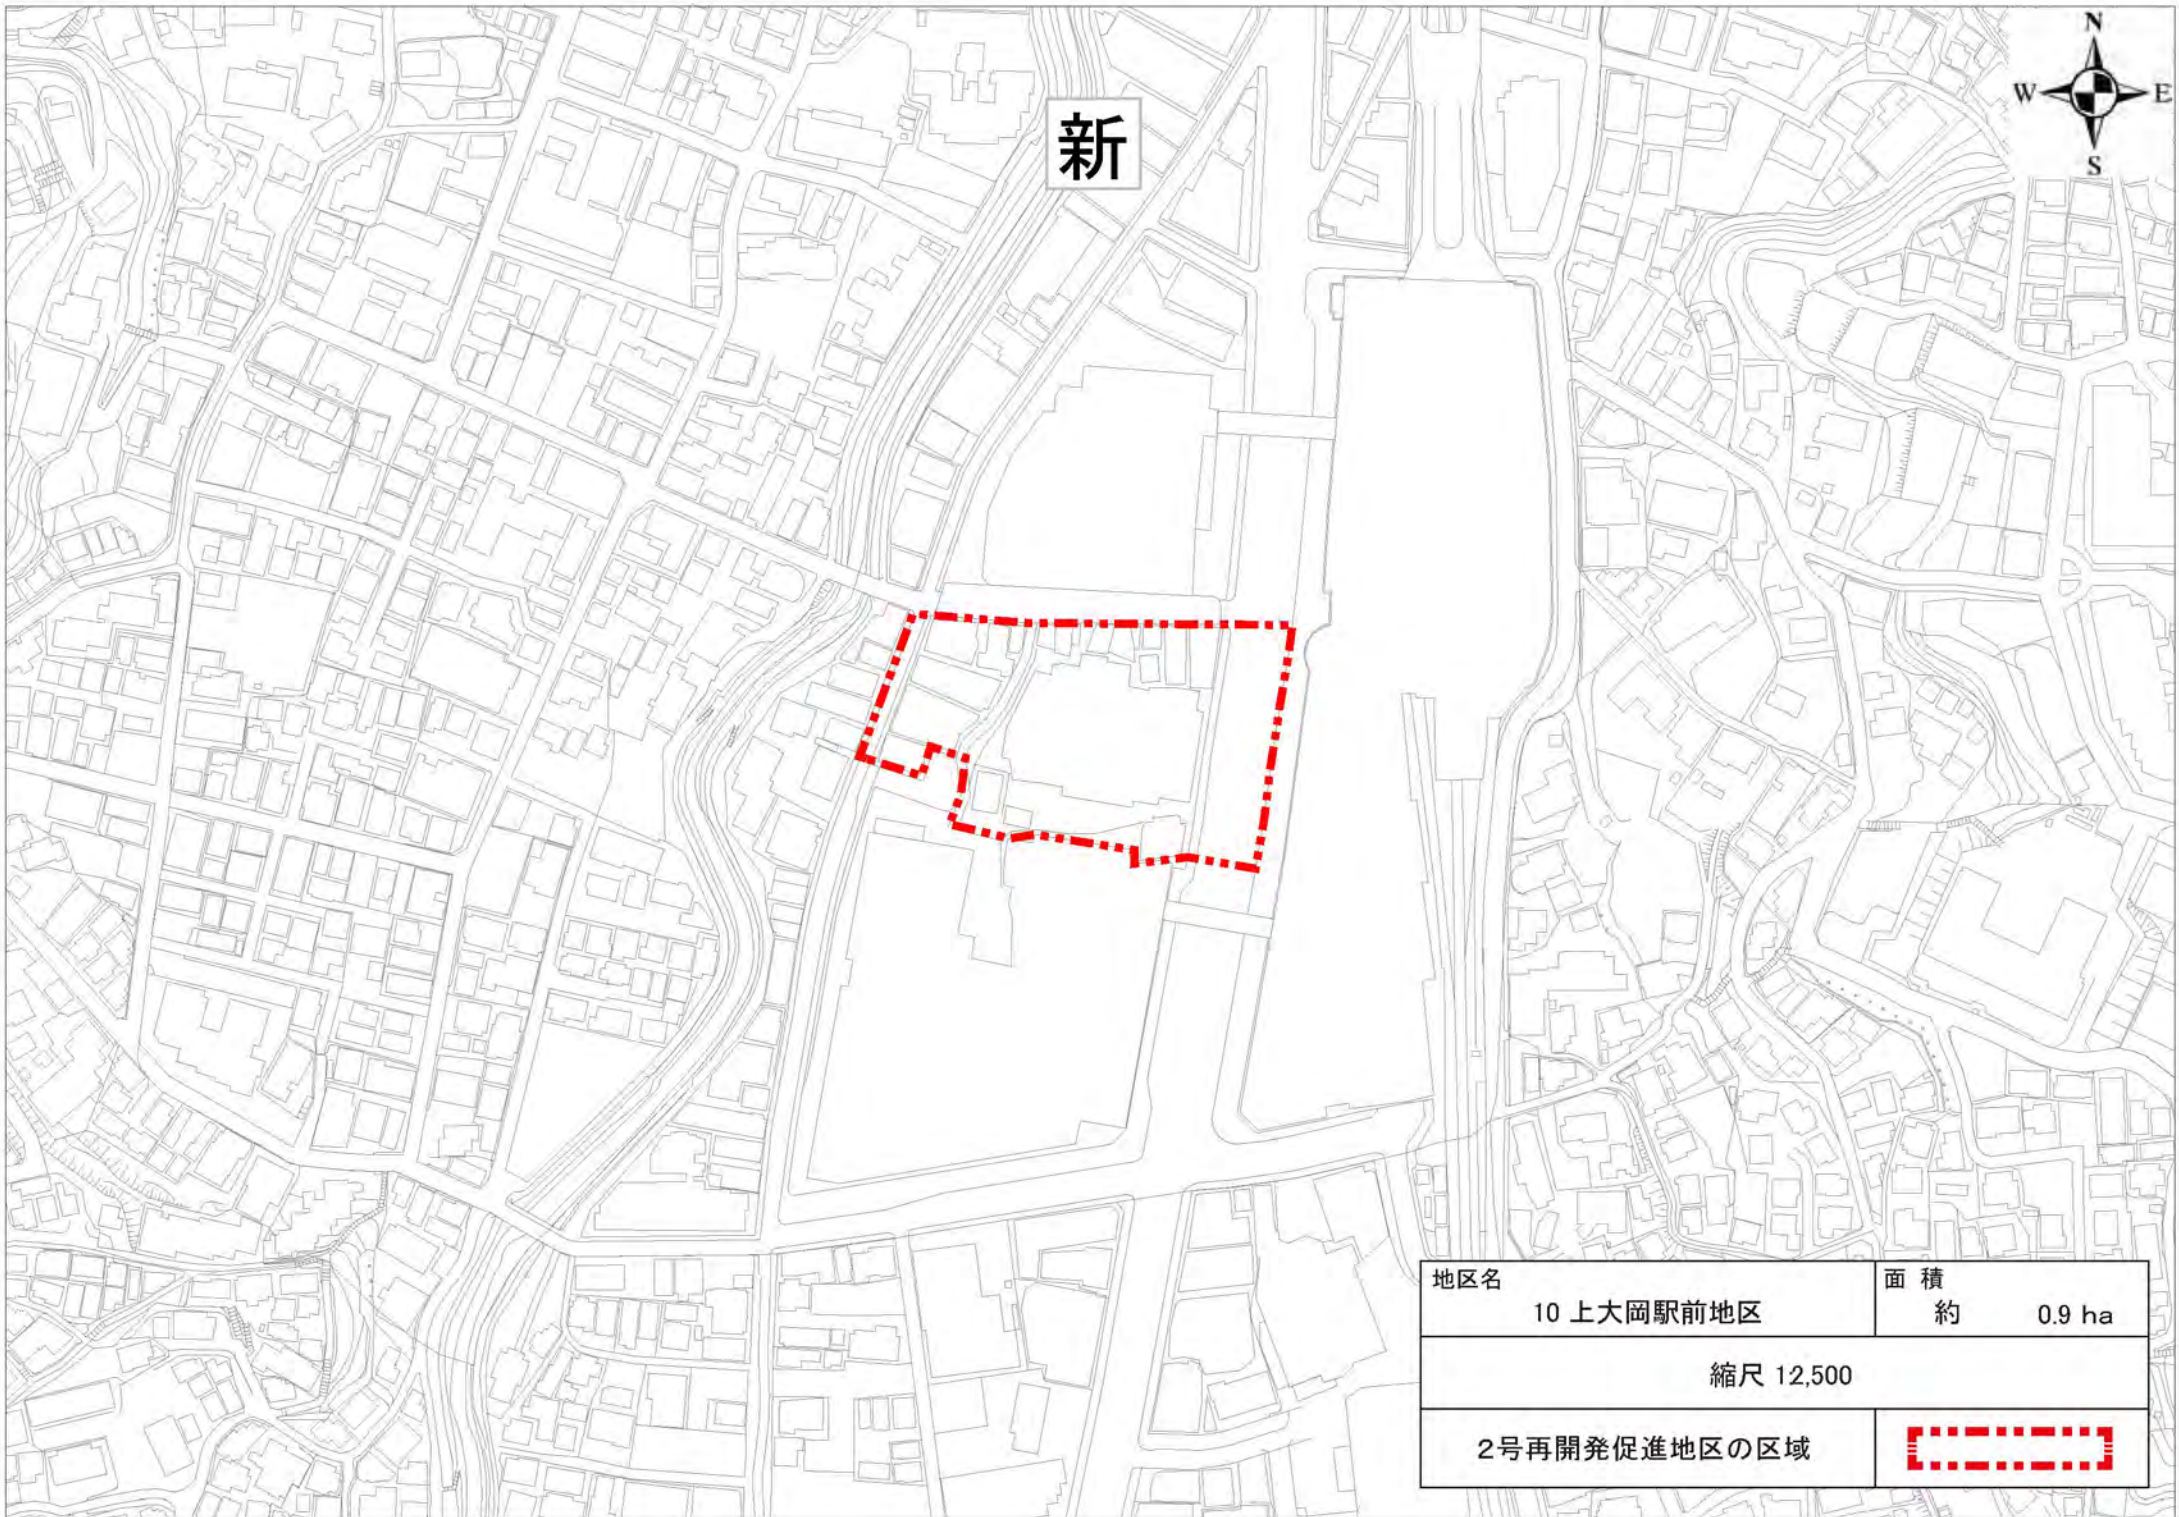 新
N
W E
S
地区名
10 上大岡駅前地区
面 積
約 0.9 ha
縮尺 12,500
2号再開発促進地区の区域